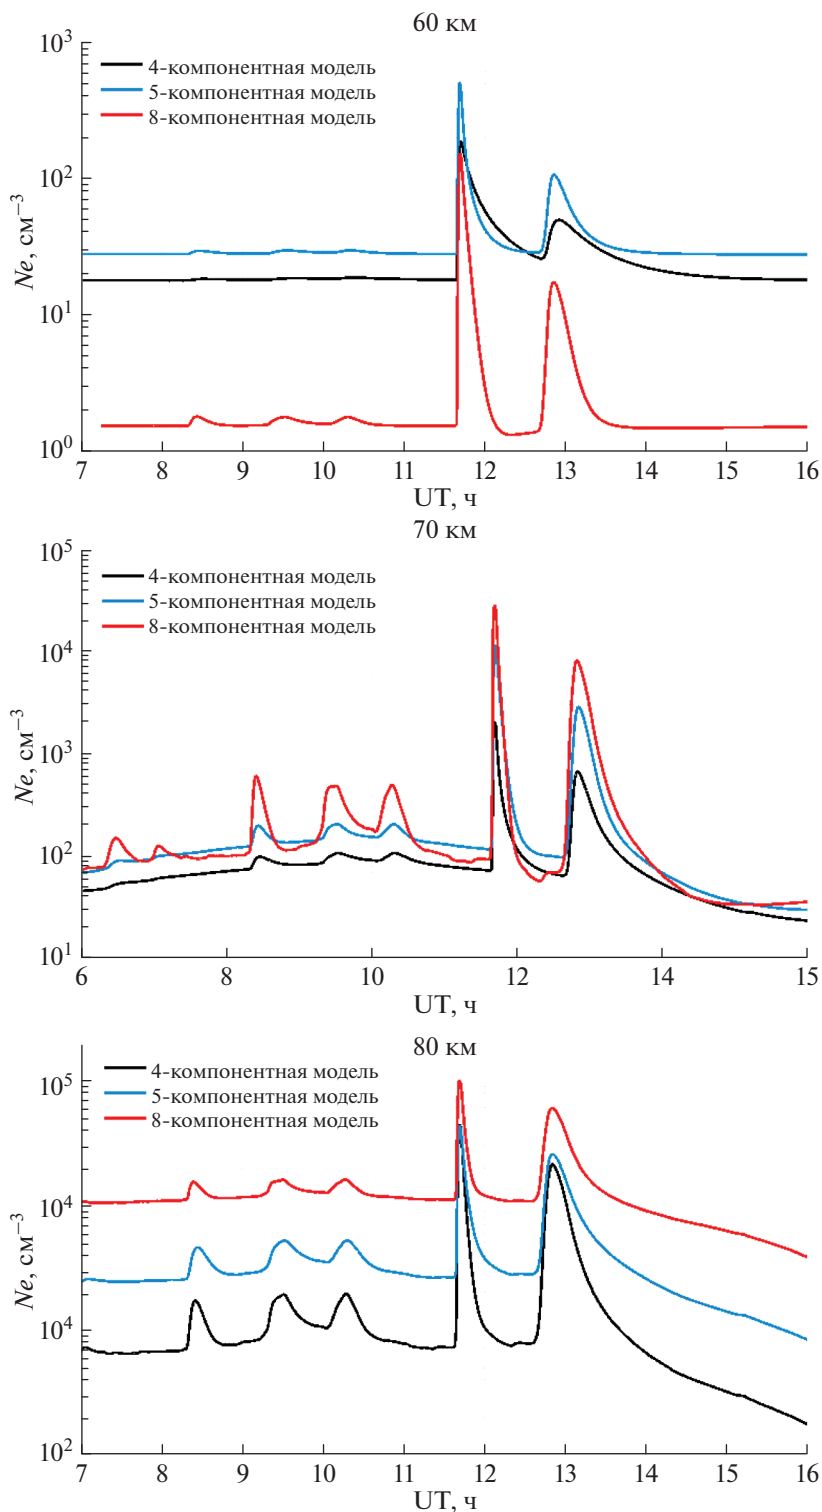 60 км
10³
4-компонентная модель
5-компонентная модель
8-компонентная модель
10²
Ne, см⁻³
10¹
10⁰
7 8 9 10 11 12 13 14 15 16
UT, ч
70 км
10⁵
4-компонентная модель
5-компонентная модель
8-компонентная модель
10⁴
Ne, см⁻³
10³
10²
10¹
6 8 10 12 14 15
UT, ч
80 км
4-компонентная модель
10⁵
5-компонентная модель
8-компонентная модель
10⁴
Ne, см⁻³
10⁴
10²
7 8 9 10 11 12 13 14 15 16
UT, ч